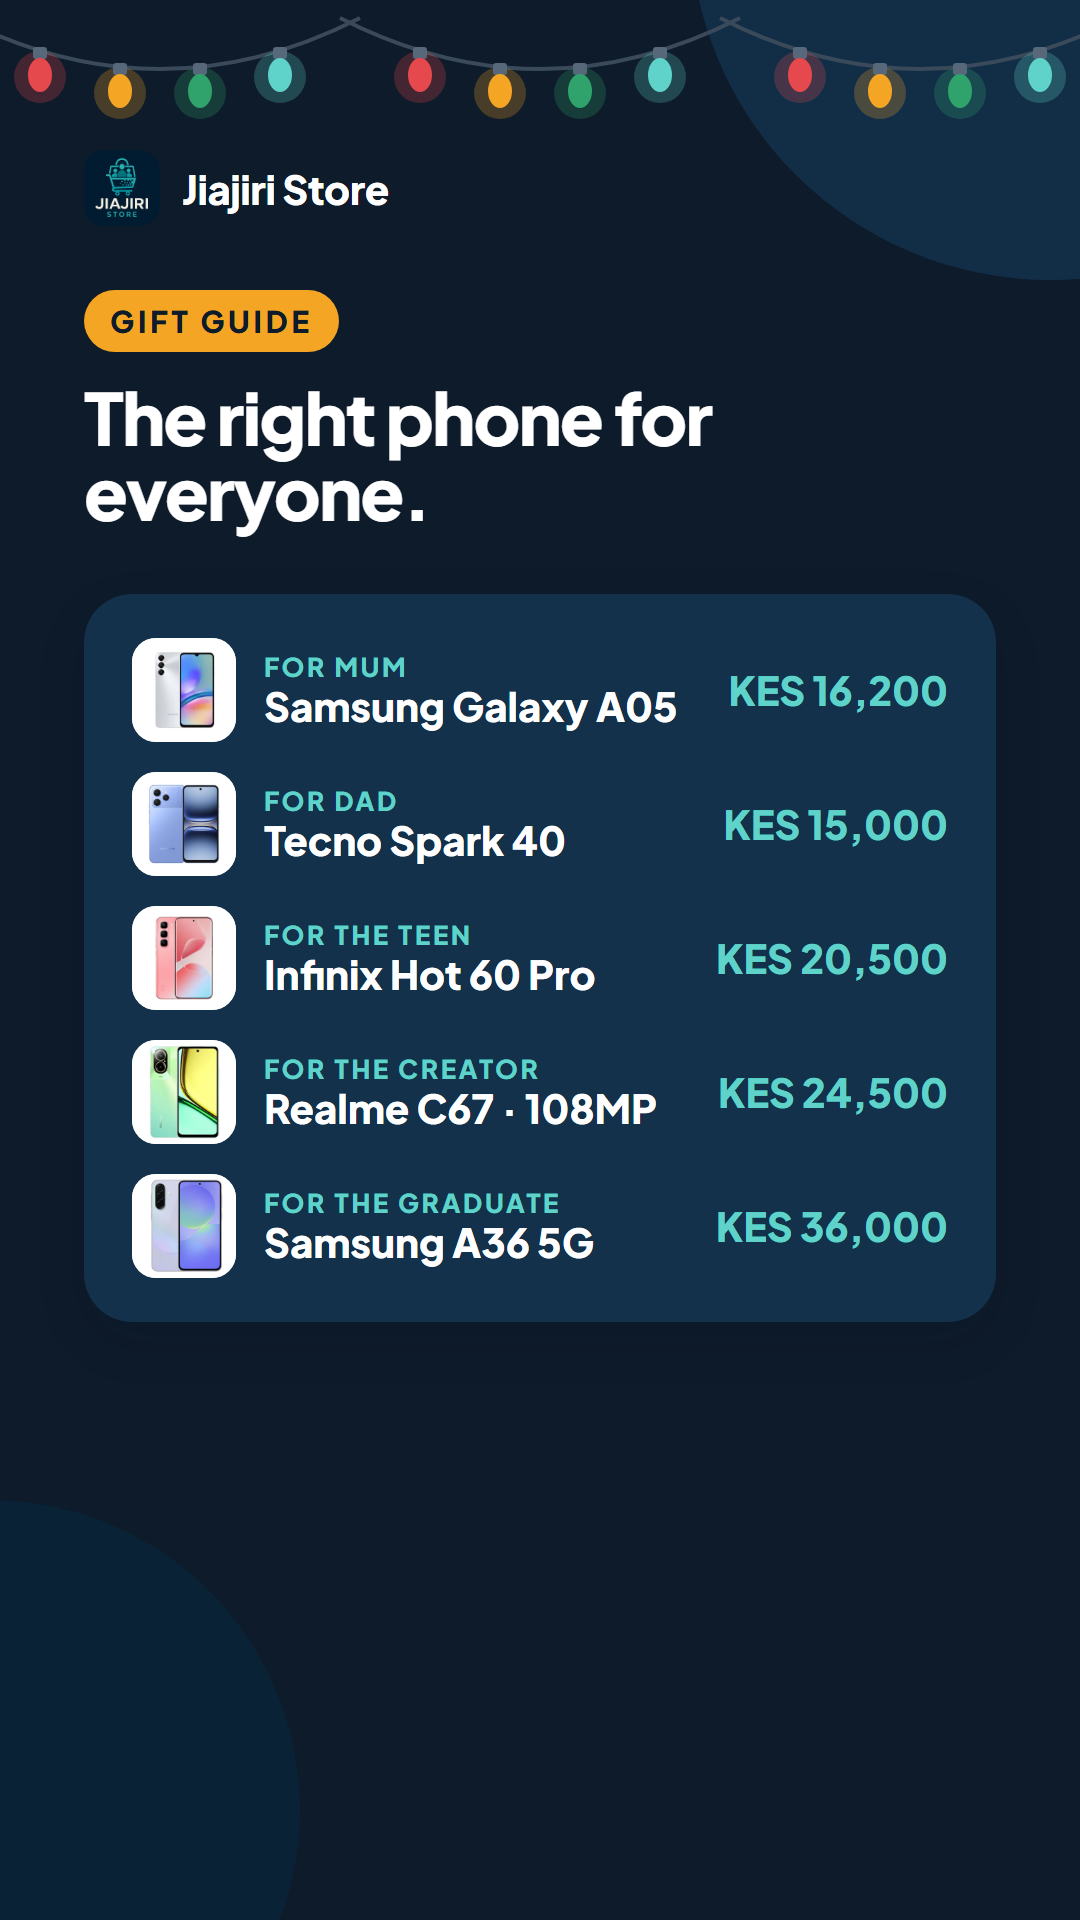 JIAJIRI
STORE
Jiajiri Store
GIFT GUIDE
The right phone for
everyone.
FOR MUM
Samsung Galaxy A05
KES 16,200
FOR DAD
Tecno Spark 40
KES 15,000
FOR THE TEEN
Infinix Hot 60 Pro
KES 20,500
FOR THE CREATOR
Realme C67 · 108MP
KES 24,500
FOR THE GRADUATE
Samsung A36 5G
KES 36,000